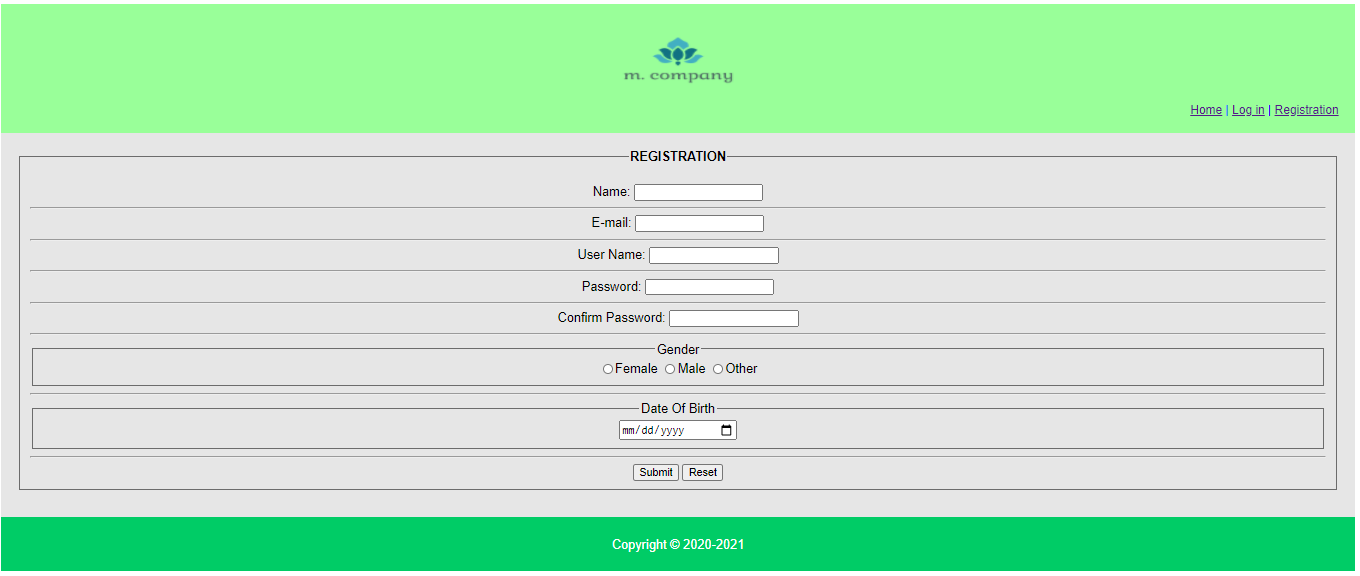 m. company
Home | Log in | Registration
REGISTRATION
Name:
E-mail:
User Name:
Password:
Confirm Password:
Gender
Female Male Other
Date Of Birth
mm/dd/yyyy
Submit Reset
Copyright © 2020-2021